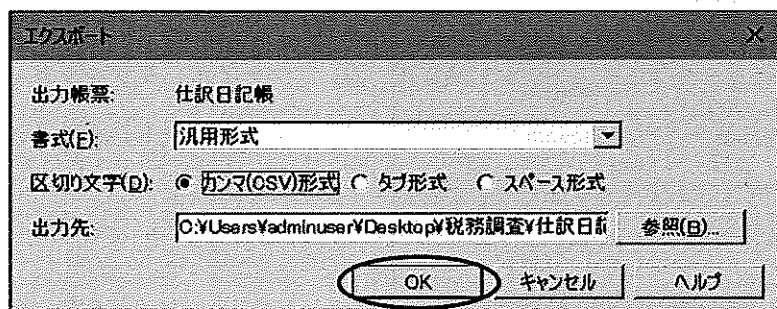 エクスポート
出力帳票: 仕訳日記帳
書式(F): 汎用形式
区切り文字(D): カンマ(CSV)形式 タブ形式 スペース形式
出力先: C:¥Users¥adminuser¥Desktop¥税務調査¥仕訳日記 参照(B)...
OK キャンセル ヘルプ